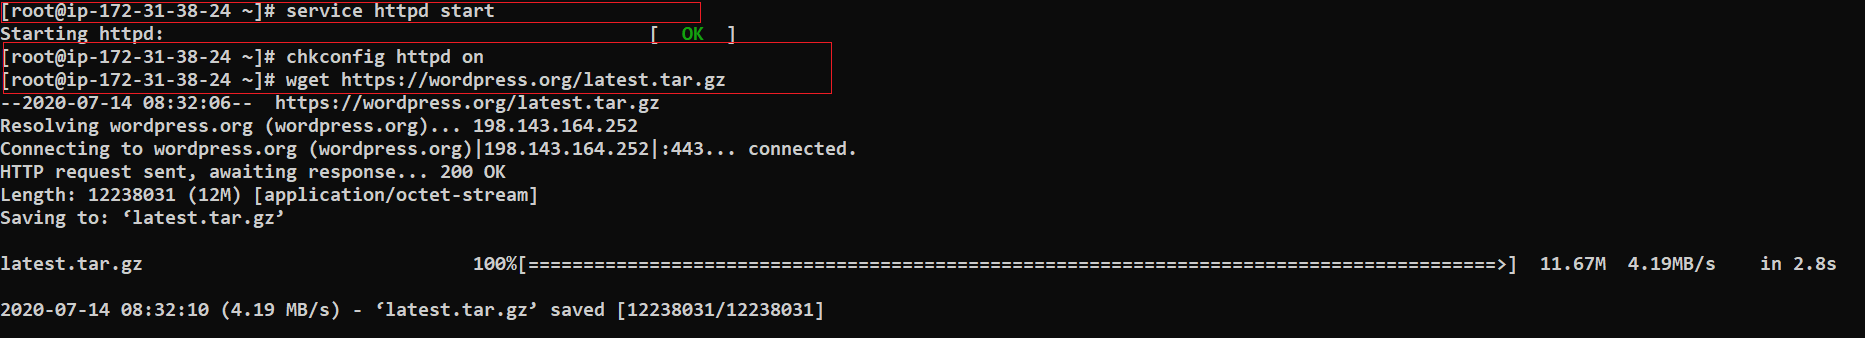 [root@ip-172-31-38-24 ~]# service httpd start
Starting httpd:                                            [  OK  ]
[root@ip-172-31-38-24 ~]# chkconfig httpd on
[root@ip-172-31-38-24 ~]# wget https://wordpress.org/latest.tar.gz
--2020-07-14 08:32:06--  https://wordpress.org/latest.tar.gz
Resolving wordpress.org (wordpress.org)... 198.143.164.252
Connecting to wordpress.org (wordpress.org)|198.143.164.252|:443... connected.
HTTP request sent, awaiting response... 200 OK
Length: 12238031 (12M) [application/octet-stream]
Saving to: ‘latest.tar.gz’
latest.tar.gz                              100%[========================================================================================>]  11.67M  4.19MB/s    in 2.8s
2020-07-14 08:32:10 (4.19 MB/s) - ‘latest.tar.gz’ saved [12238031/12238031]